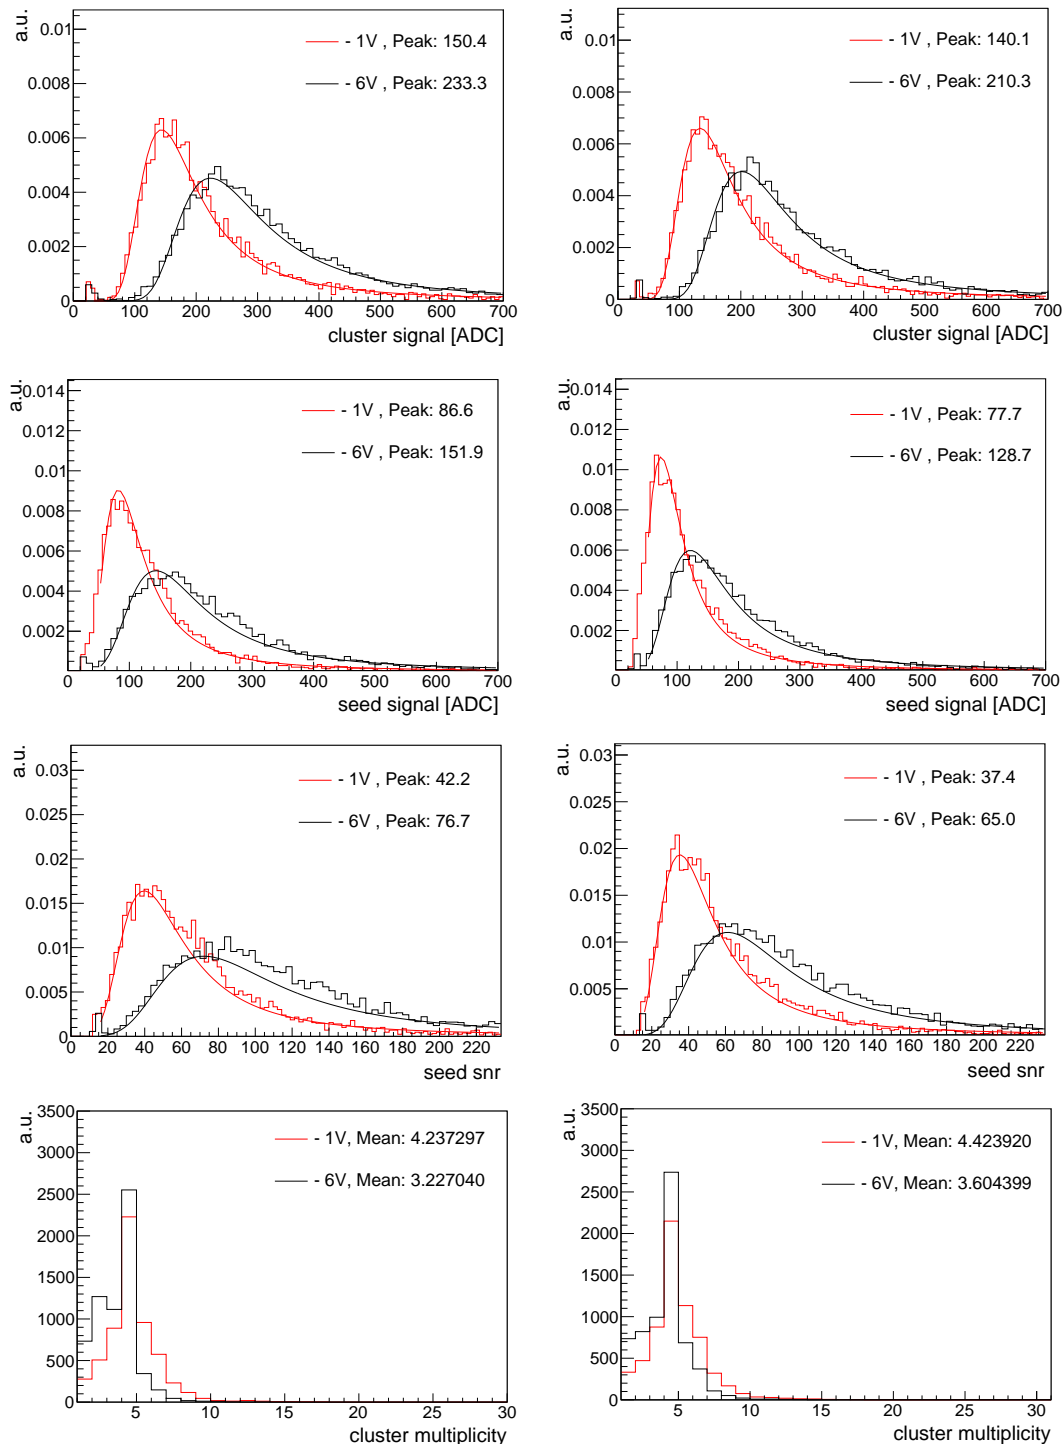 a.u.
0.01
0.008
0.006
0.004
0.002
0
- 1V , Peak: 150.4
- 6V , Peak: 233.3
0 100 200 300 400 500 600 700
cluster signal [ADC]
a.u.
0.01
0.008
0.006
0.004
0.002
0
- 1V , Peak: 140.1
- 6V , Peak: 210.3
0 100 200 300 400 500 600 700
cluster signal [ADC]
a.u.
0.014
0.012
0.01
0.008
0.006
0.004
0.002
- 1V , Peak: 86.6
- 6V , Peak: 151.9
0 100 200 300 400 500 600 700
seed signal [ADC]
a.u.
0.014
0.012
0.01
0.008
0.006
0.004
0.002
- 1V , Peak: 77.7
- 6V , Peak: 128.7
0 100 200 300 400 500 600 700
seed signal [ADC]
a.u.
0.03
0.025
0.02
0.015
0.01
0.005
0
- 1V , Peak: 42.2
- 6V , Peak: 76.7
0 20 40 60 80 100 120 140 160 180 200 220
seed snr
a.u.
0.03
0.025
0.02
0.015
0.01
0.005
- 1V , Peak: 37.4
- 6V , Peak: 65.0
0 20 40 60 80 100 120 140 160 180 200 220
seed snr
a.u.
3500
3000
2500
2000
1500
1000
500
0
- 1V, Mean: 4.237297
- 6V, Mean: 3.227040
5 10 15 20 25 30
cluster multiplicity
a.u.
3500
3000
2500
2000
1500
1000
500
0
- 1V, Mean: 4.423920
- 6V, Mean: 3.604399
5 10 15 20 25 30
cluster multiplicity